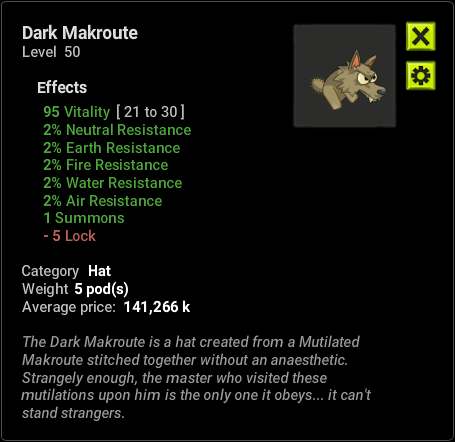 Dark Makroute
Level 50
Effects
95 Vitality [ 21 to 30 ]
2% Neutral Resistance
2% Earth Resistance
2% Fire Resistance
2% Water Resistance
2% Air Resistance
1 Summons
- 5 Lock
Category Hat
Weight 5 pod(s)
Average price: 141,266 k
The Dark Makroute is a hat created from a Mutilated
Makroute stitched together without an anaesthetic.
Strangely enough, the master who visited these
mutilations upon him is the only one it obeys... it can't
stand strangers.